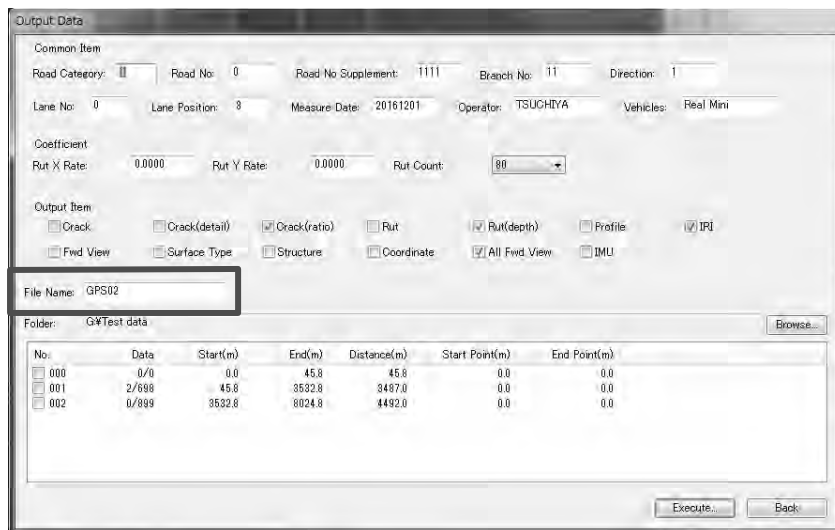 Output Data
Common Item
Road Category: 0 Road No: 0 Road No Supplement: 1111 Branch No: 11 Direction: 1
Lane No: 0 Lane Position: 8 Measure Date: 20161201 Operator: TSUCHIYA Vehicles: Real Mini
Coefficient
Rut X Rate: 0.0000 Rut Y Rate: 0.0000 Rut Count: 80
Output Item
Crack Crack(detail) Crack(ratio) Rut Rut(depth) Profile IRI
Fwd View Surface Type Structure Coordinate All Fwd View IMU
File Name: GPS02
Folder: G:¥Test data Browse...
No. Data Start(m) End(m) Distance(m) Start Point(m) End Point(m)
000 0/0 0.0 45.8 45.8 0.0 0.0
001 2/698 45.8 3532.8 3487.0 0.0 0.0
002 0/899 3532.8 8024.8 4492.0 0.0 0.0
Execute... Back